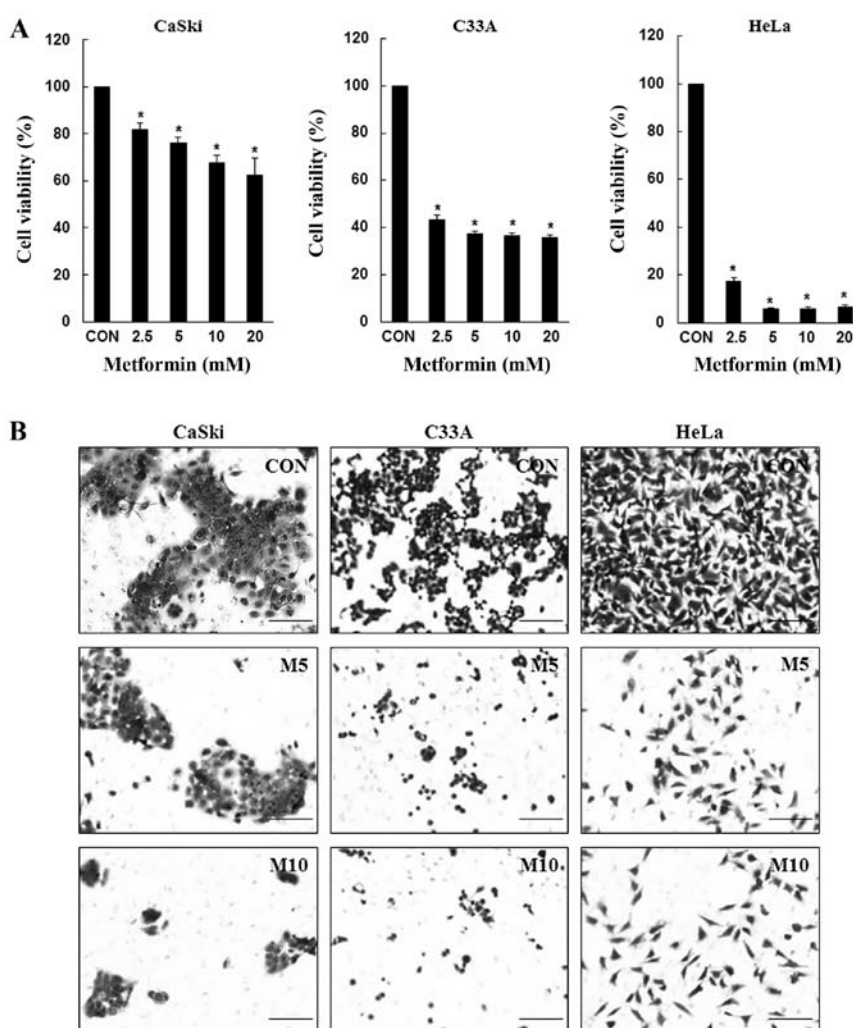 A
CaSki
C33A
HeLa
Cell viability (%)
120
100
80
60
40
20
0
*
*
*
*
CON 2.5 5 10 20
Metformin (mM)
Cell viability (%)
120
100
80
60
40
20
0
*
*
*
*
CON 2.5 5 10 20
Metformin (mM)
Cell viability (%)
120
100
80
60
40
20
0
*
*
*
*
CON 2.5 5 10 20
Metformin (mM)
B
CaSki
C33A
HeLa
CON
CON
CON
M5
M5
M5
M10
M10
M10